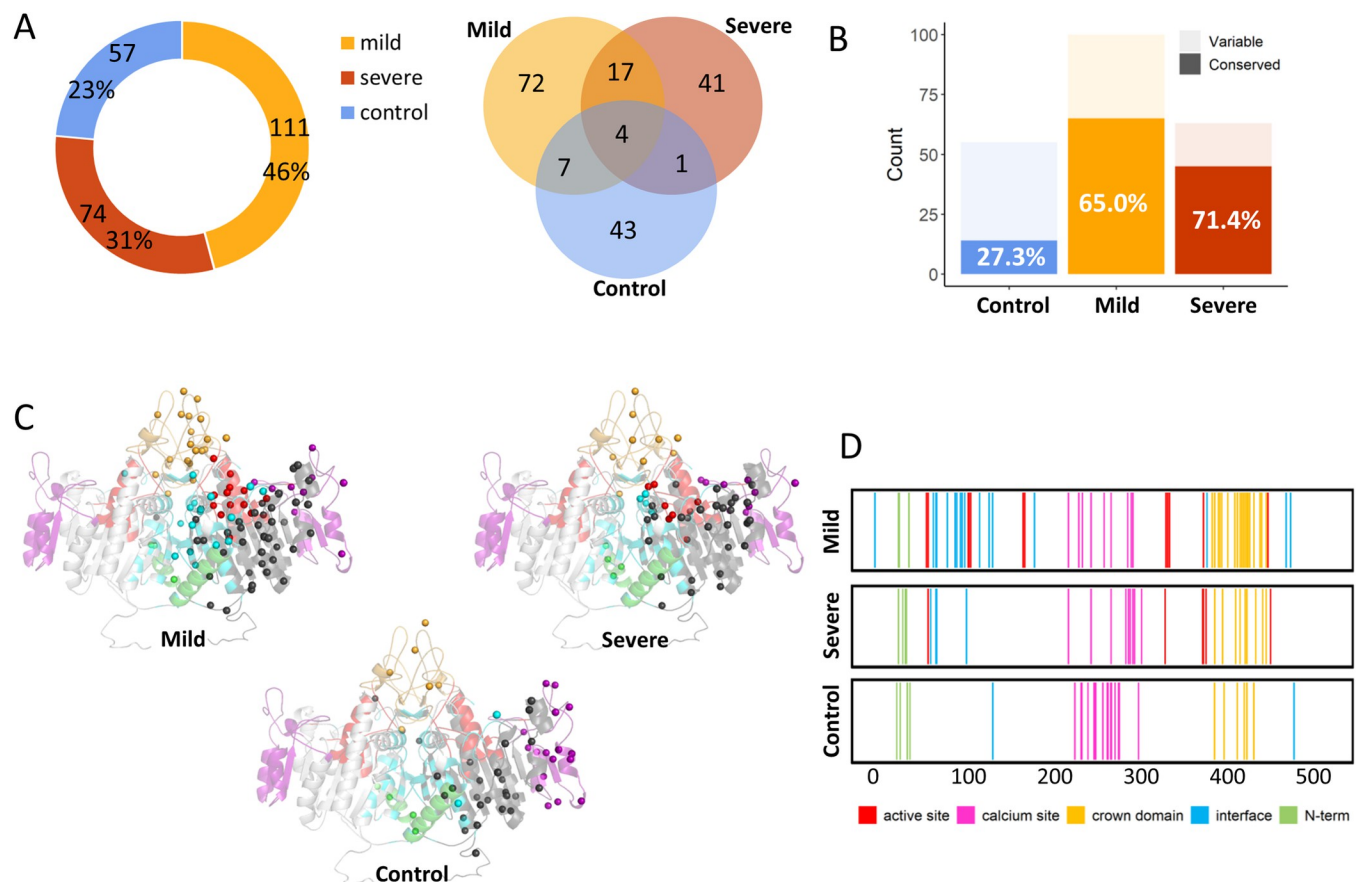 A
57
23%
111
46%
74
31%
mild
severe
control
Mild
Severe
72
17
41
4
7
1
43
Control
B
Count
100
75
50
25
0
Variable
Conserved
27.3%
65.0%
71.4%
Control
Mild
Severe
C
Mild
Severe
Control
D
Mild
Severe
Control
0 100 200 300 400 500
active site calcium site crown domain interface N-term